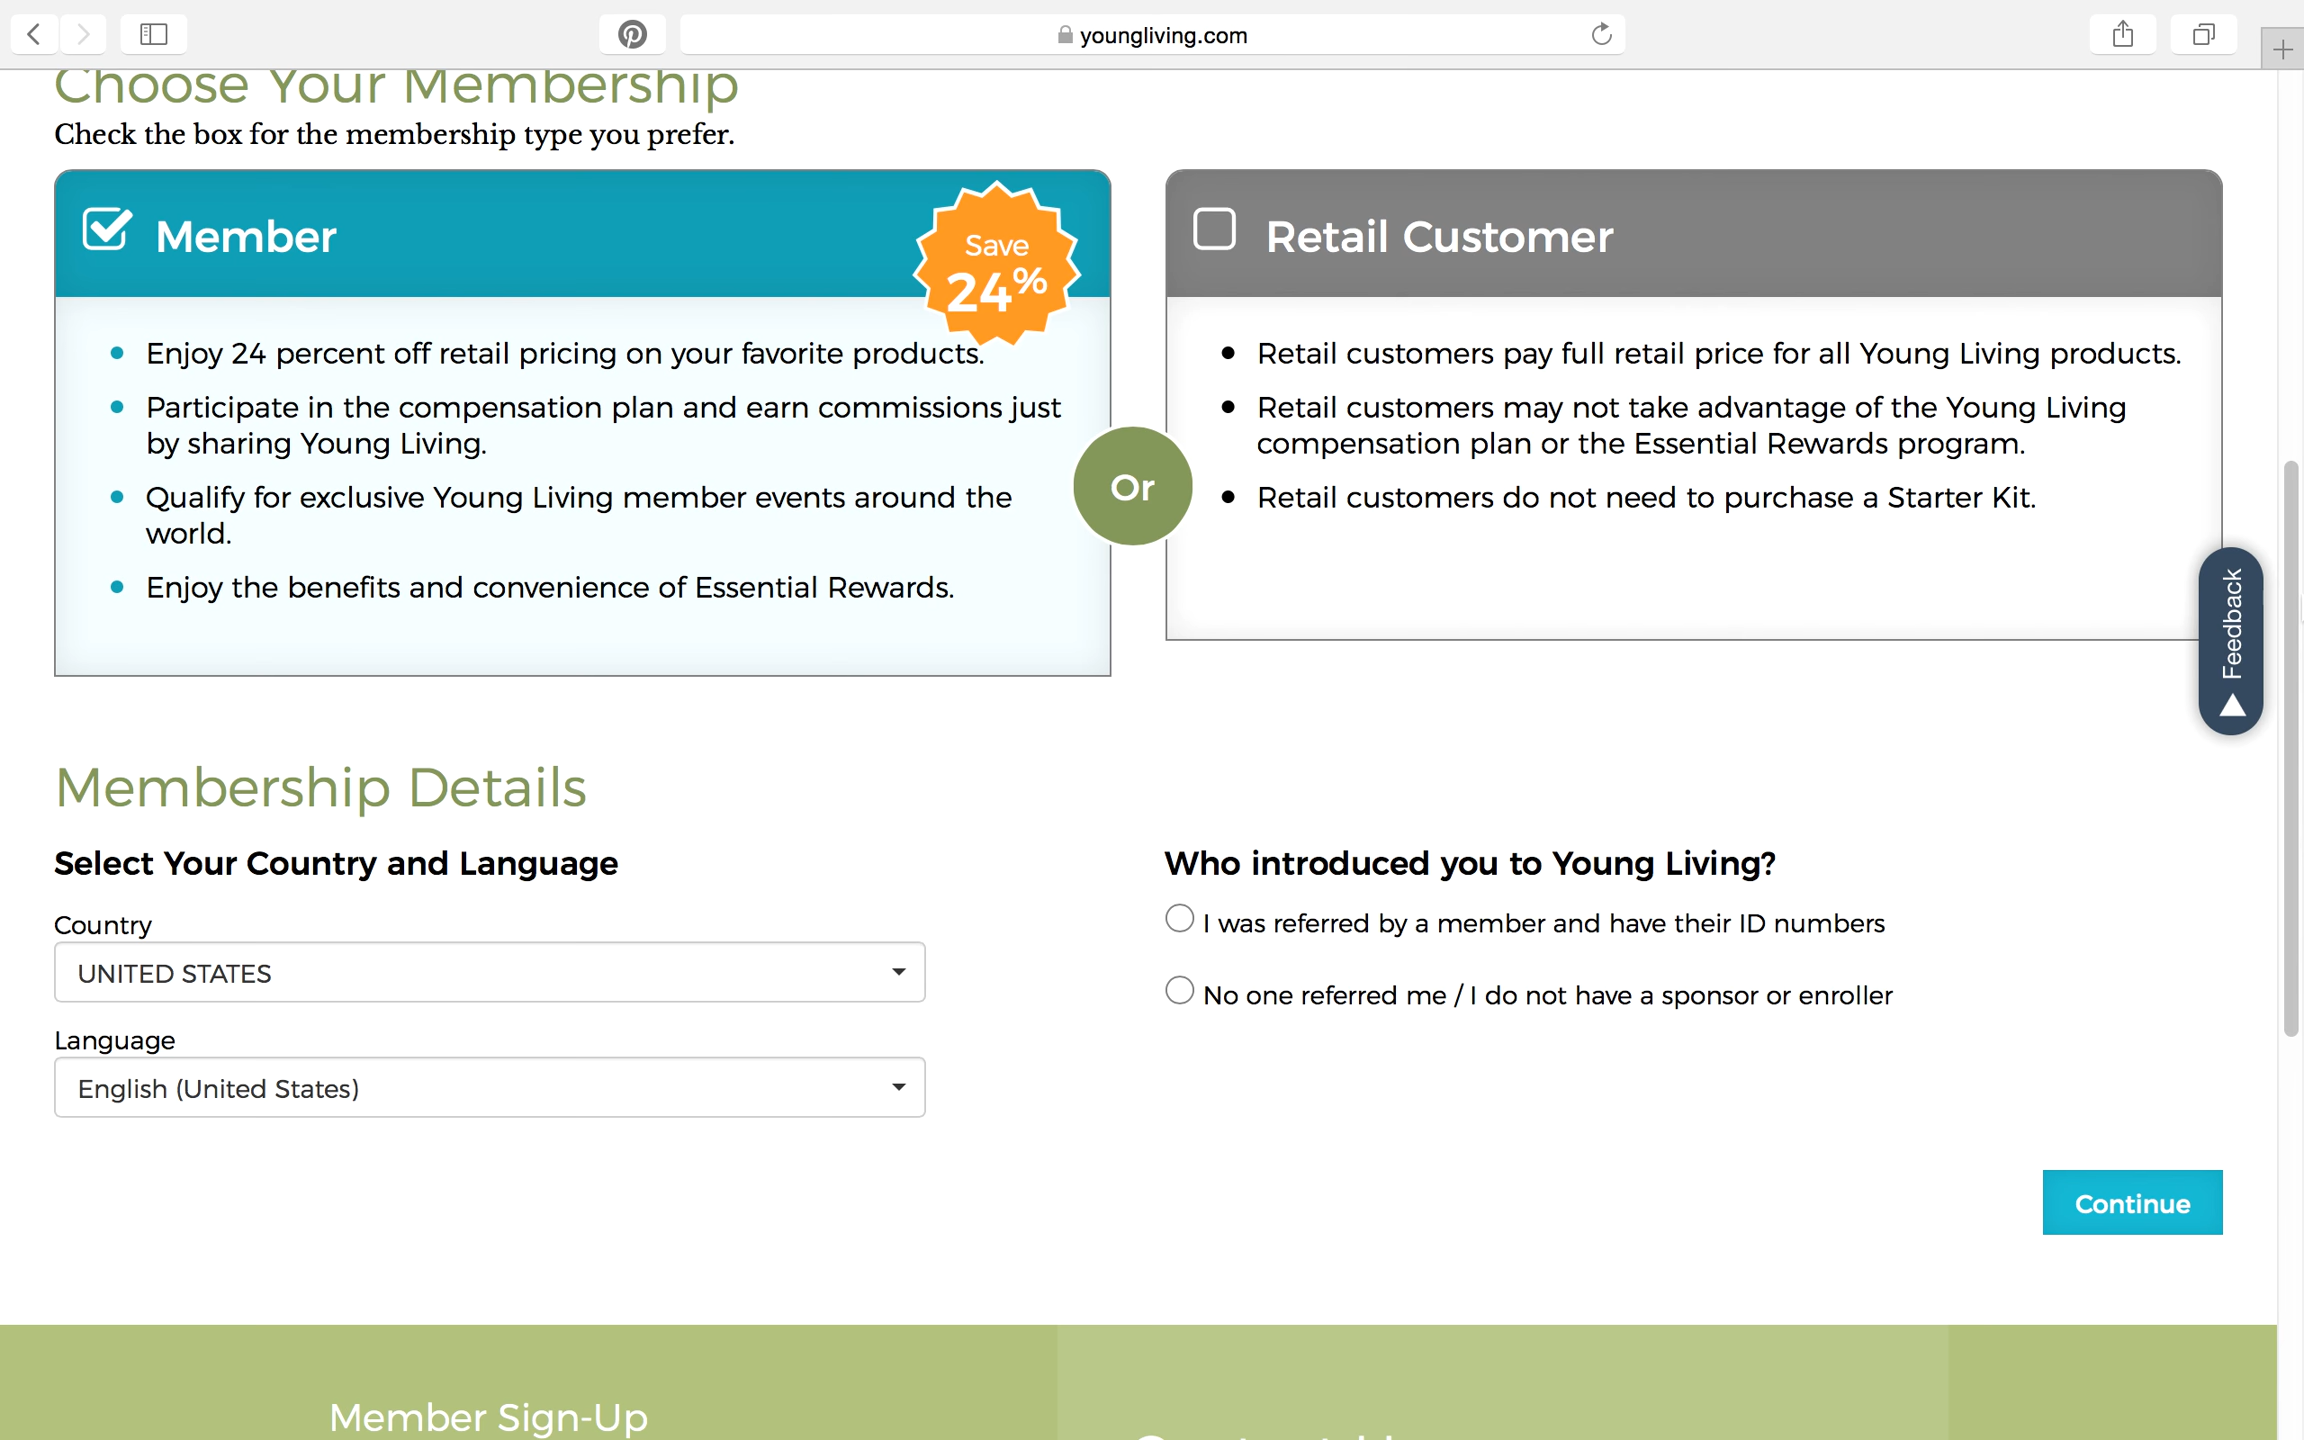 youngliving.com
Choose Your Membership
Check the box for the membership type you prefer.
Member
Save
24%
Enjoy 24 percent off retail pricing on your favorite products.
Participate in the compensation plan and earn commissions just
by sharing Young Living.
Qualify for exclusive Young Living member events around the
world.
Enjoy the benefits and convenience of Essential Rewards.
Or
Retail Customer
Retail customers pay full retail price for all Young Living products.
Retail customers may not take advantage of the Young Living
compensation plan or the Essential Rewards program.
Retail customers do not need to purchase a Starter Kit.
Feedback
Membership Details
Select Your Country and Language
Country
UNITED STATES
Language
English (United States)
Who introduced you to Young Living?
I was referred by a member and have their ID numbers
No one referred me / I do not have a sponsor or enroller
Continue
Member Sign-Up